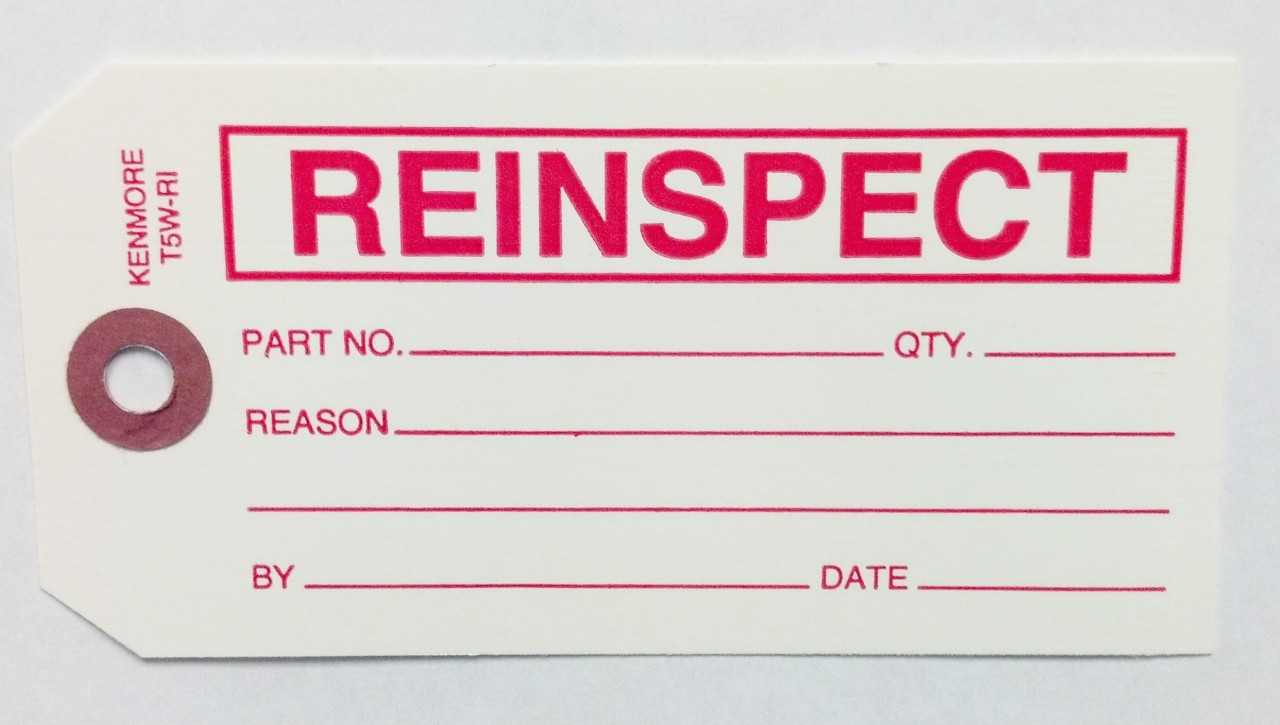 KENMORE
T5W-RI
REINSPECT
PART NO. QTY.
REASON
BY DATE